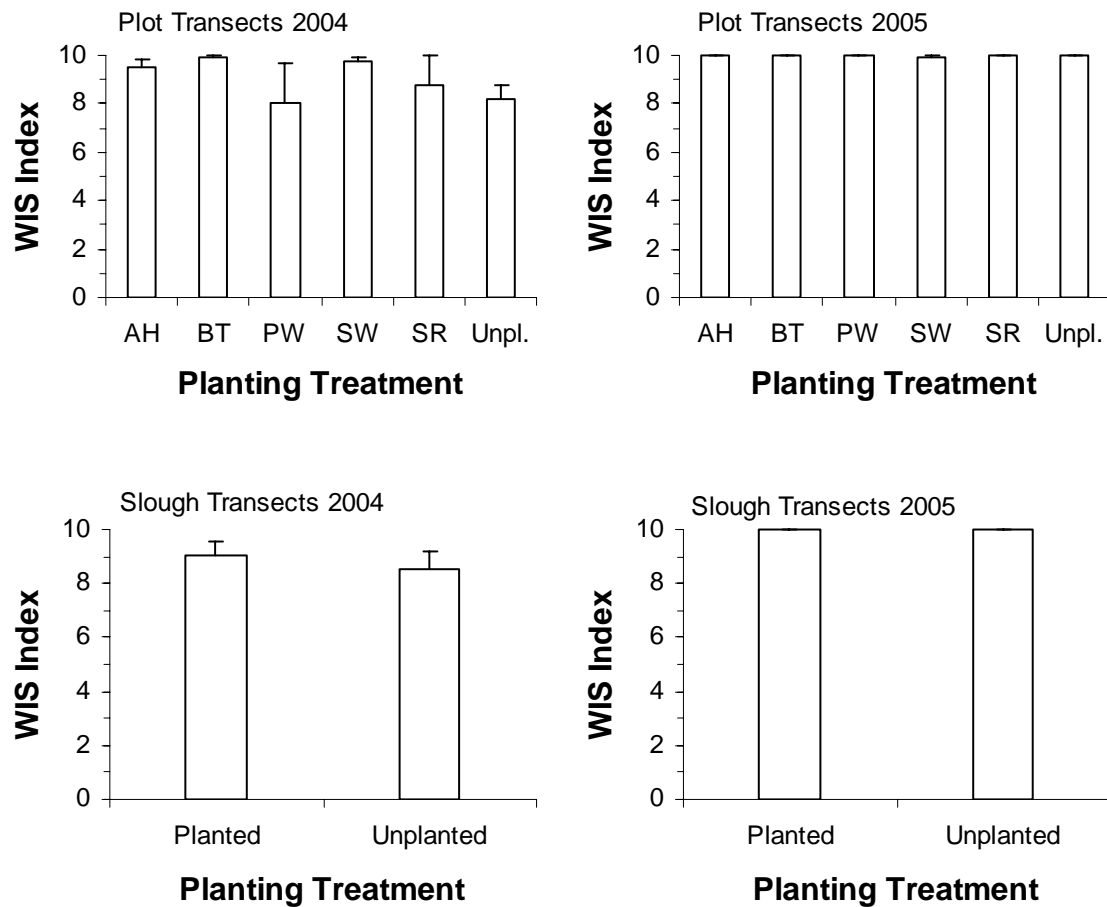 Plot Transects 2004
10
8
6
4
2
0
WIS Index
AH BT PW SW SR Unpl.
Planting Treatment
Plot Transects 2005
10
8
6
4
2
0
WIS Index
AH BT PW SW SR Unpl.
Planting Treatment
Slough Transects 2004
10
8
6
4
2
0
WIS Index
Planted Unplanted
Planting Treatment
Slough Transects 2005
10
8
6
4
2
0
WIS Index
Planted Unplanted
Planting Treatment